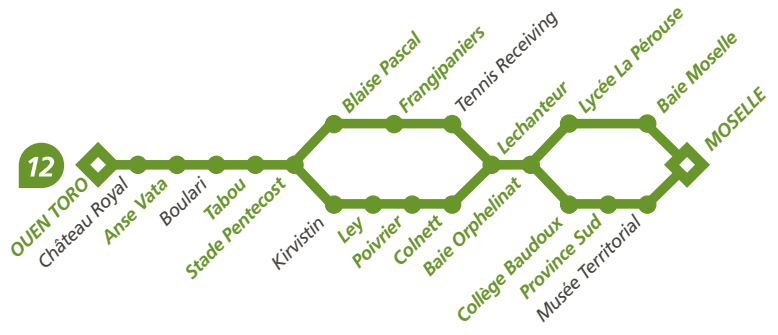 12
OUEN TORO
Château Royal
Anse Vata
Boulari
Tabou
Stade Pentecost
Blaise Pascal
Frangipaniers
Tennis Receiving
Kirvistin
Ley
Poivrier
Colnett
Lechanteur
Baie Orphelinat
Lycée La Pérouse
Baie Moselle
Collège Baudoux
Province Sud
Musée Territorial
MOSELLE